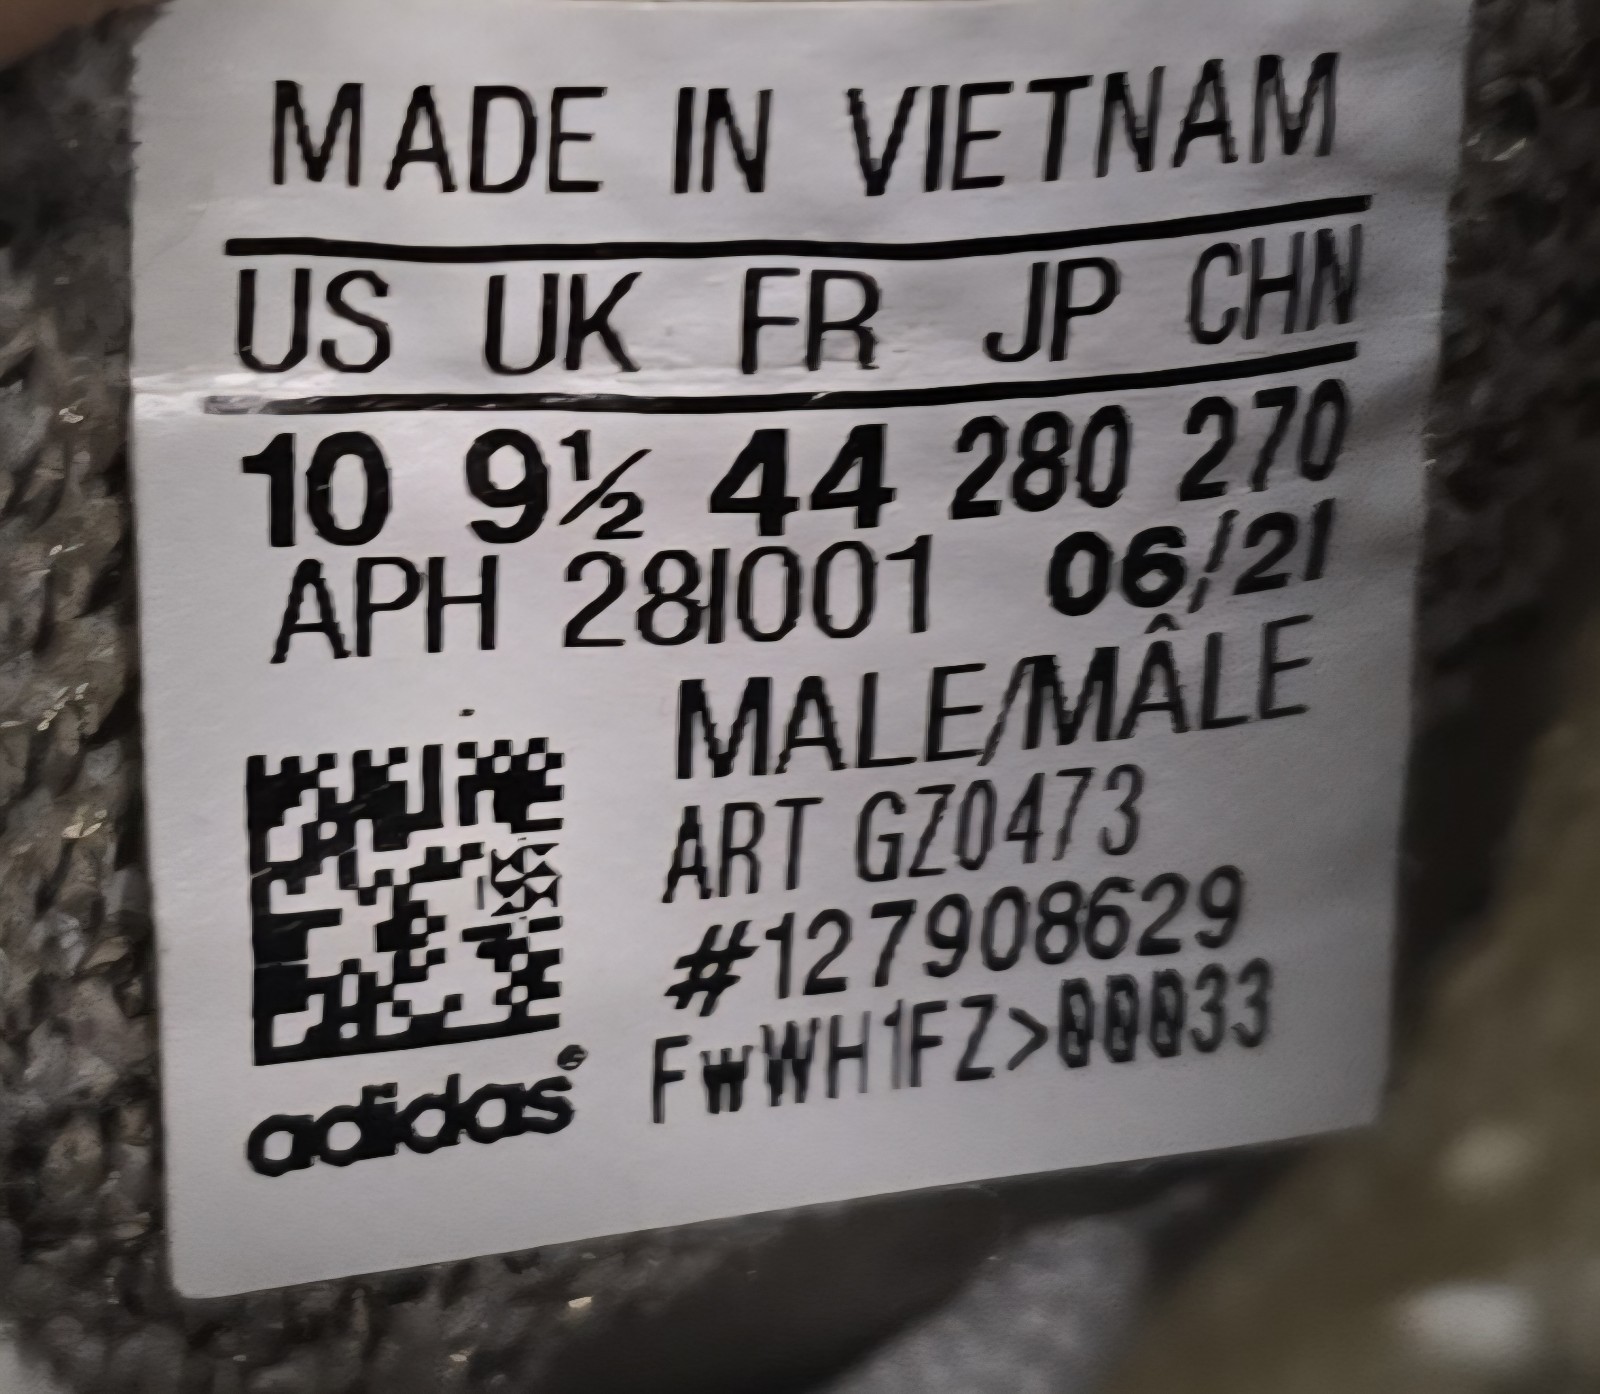 MADE IN VIETNAM
US UK FR JP CHN
10 9½ 44 280 270
APH 281001 06/21
MALE/MÂLE
ART GZ0473
#127908629
FwWH1FZ>00033
adidas®